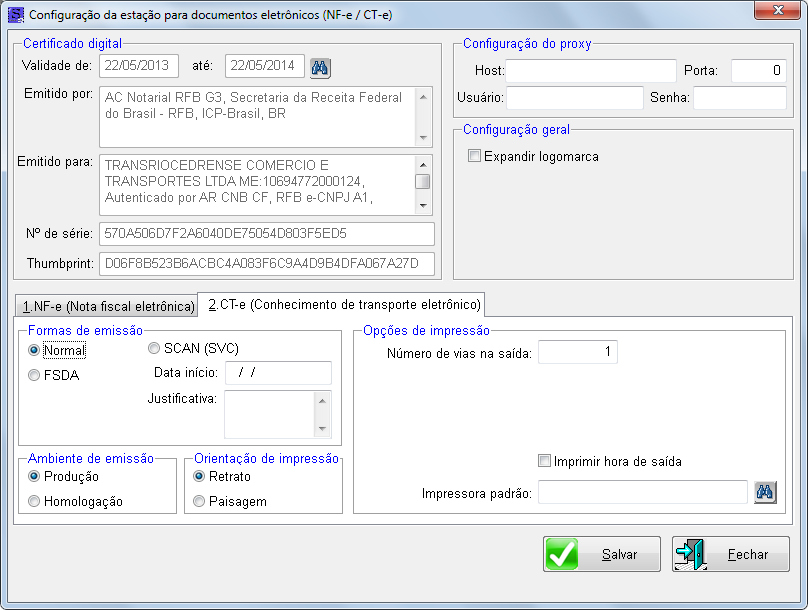 Configuração da estação para documentos eletrônicos (NF-e / CT-e)
Certificado digital
Validade de: 22/05/2013 até: 22/05/2014
Emitido por: AC Notarial RFB G3, Secretaria da Receita Federal
do Brasil - RFB, ICP-Brasil, BR
Emitido para: TRANSRIOCEDRENSE COMERCIO E
TRANSPORTES LTDA ME:10694772000124,
Autenticado por AR CNB CF, RFB e-CNPJ A1,
Nº de série: 570A506D7F2A6040DE75054D803F5ED5
Thumbprint: D06F8B523B6ACBC4A083F6C9A4D9B4DFA067A27D
Configuração do proxy
Host: Porta: 0
Usuário: Senha:
Configuração geral
Expandir logomarca
1.NF-e (Nota fiscal eletrônica) 2.CT-e (Conhecimento de transporte eletrônico)
Formas de emissão
Normal SCAN (SVC)
FSDA Data início: / /
Justificativa:
Ambiente de emissão
Produção
Homologação
Orientação de impressão
Retrato
Paisagem
Opções de impressão
Número de vias na saída: 1
Imprimir hora de saída
Impressora padrão:
Salvar Fechar